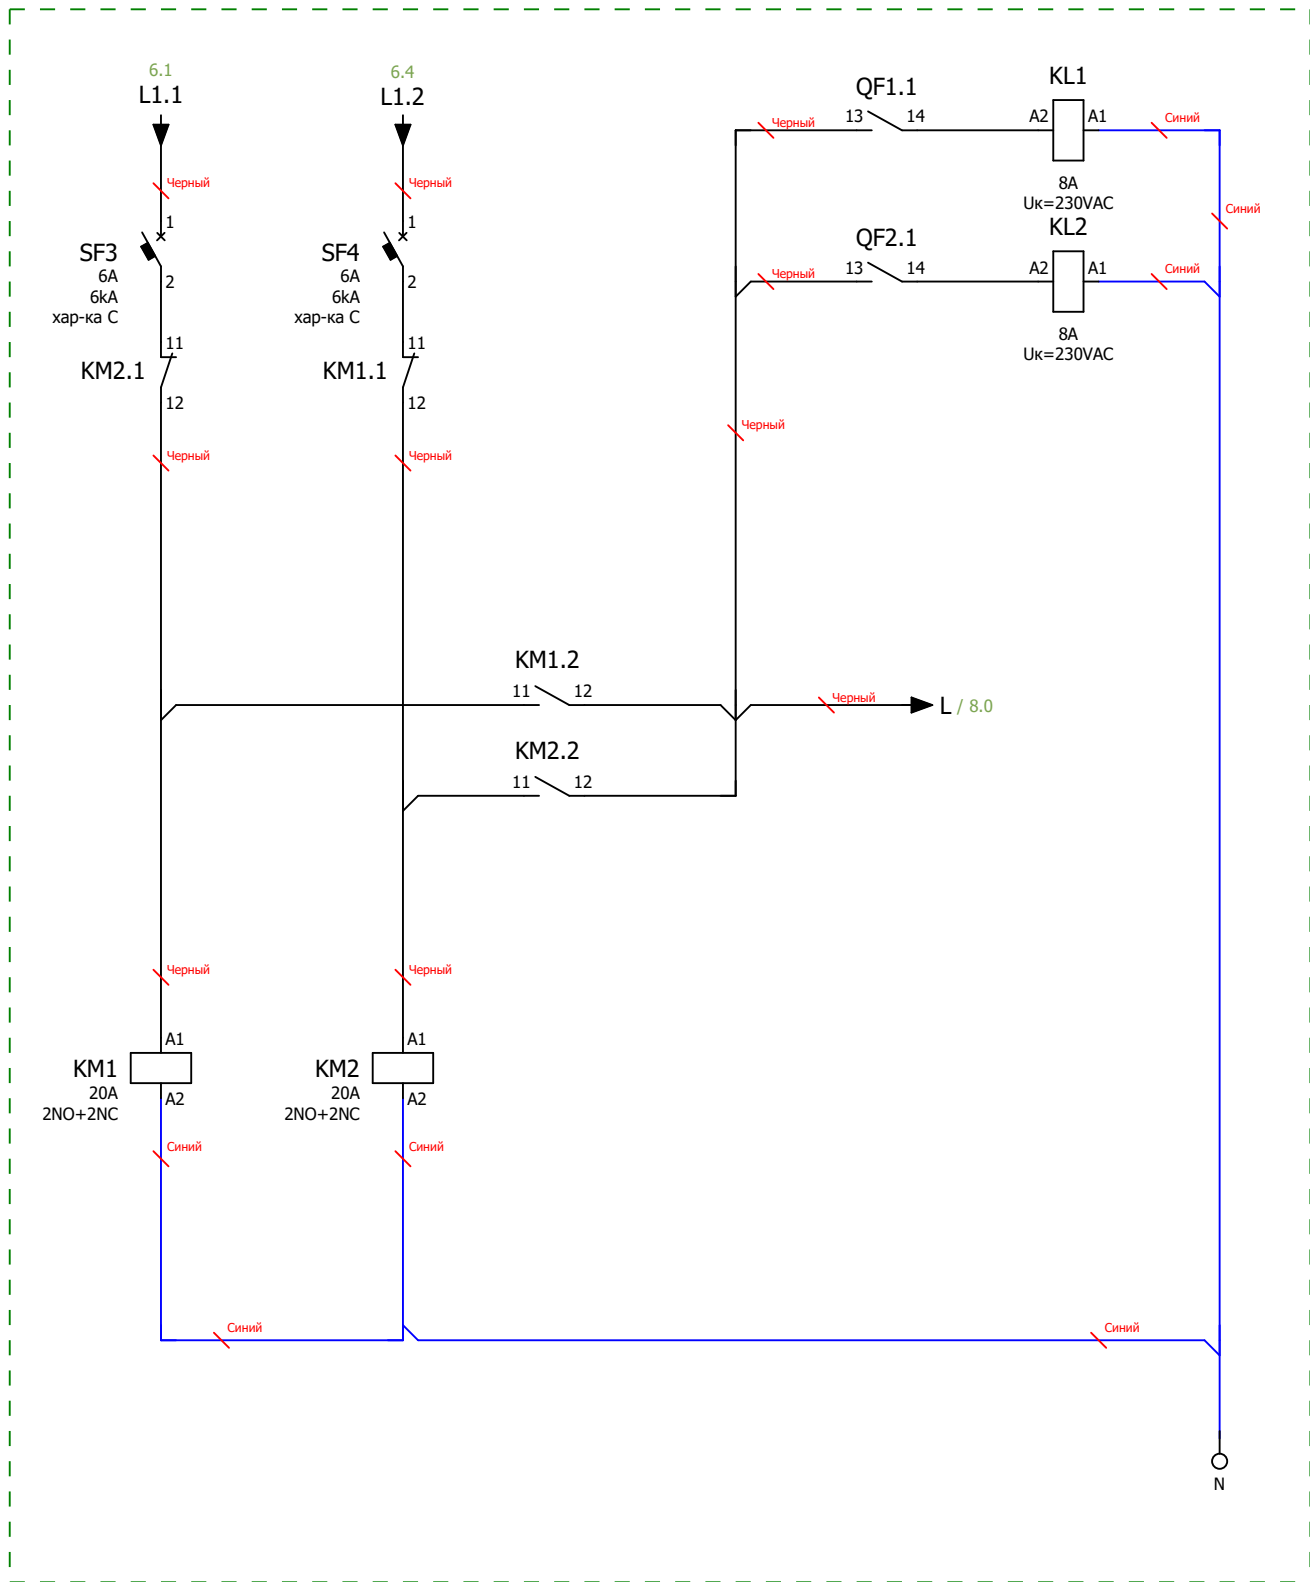 6.1
L1.1
6.4
L1.2
QF1.1
13
14
KL1
A2
A1
Черный
Синий
8A
Uк=230VAC
Черный
Черный
Синий
1
SF3
6A
6kA
хар-ка C
2
1
SF4
6A
6kA
хар-ка C
2
QF2.1
13
14
KL2
A2
A1
Черный
Синий
8A
Uк=230VAC
11
KM2.1
12
11
KM1.1
12
Черный
Черный
Черный
KM1.2
11
12
Черный
L / 8.0
KM2.2
11
12
Черный
Черный
A1
KM1
20A
2NO+2NC
A2
A1
KM2
20A
2NO+2NC
A2
Синий
Синий
Синий
Синий
N